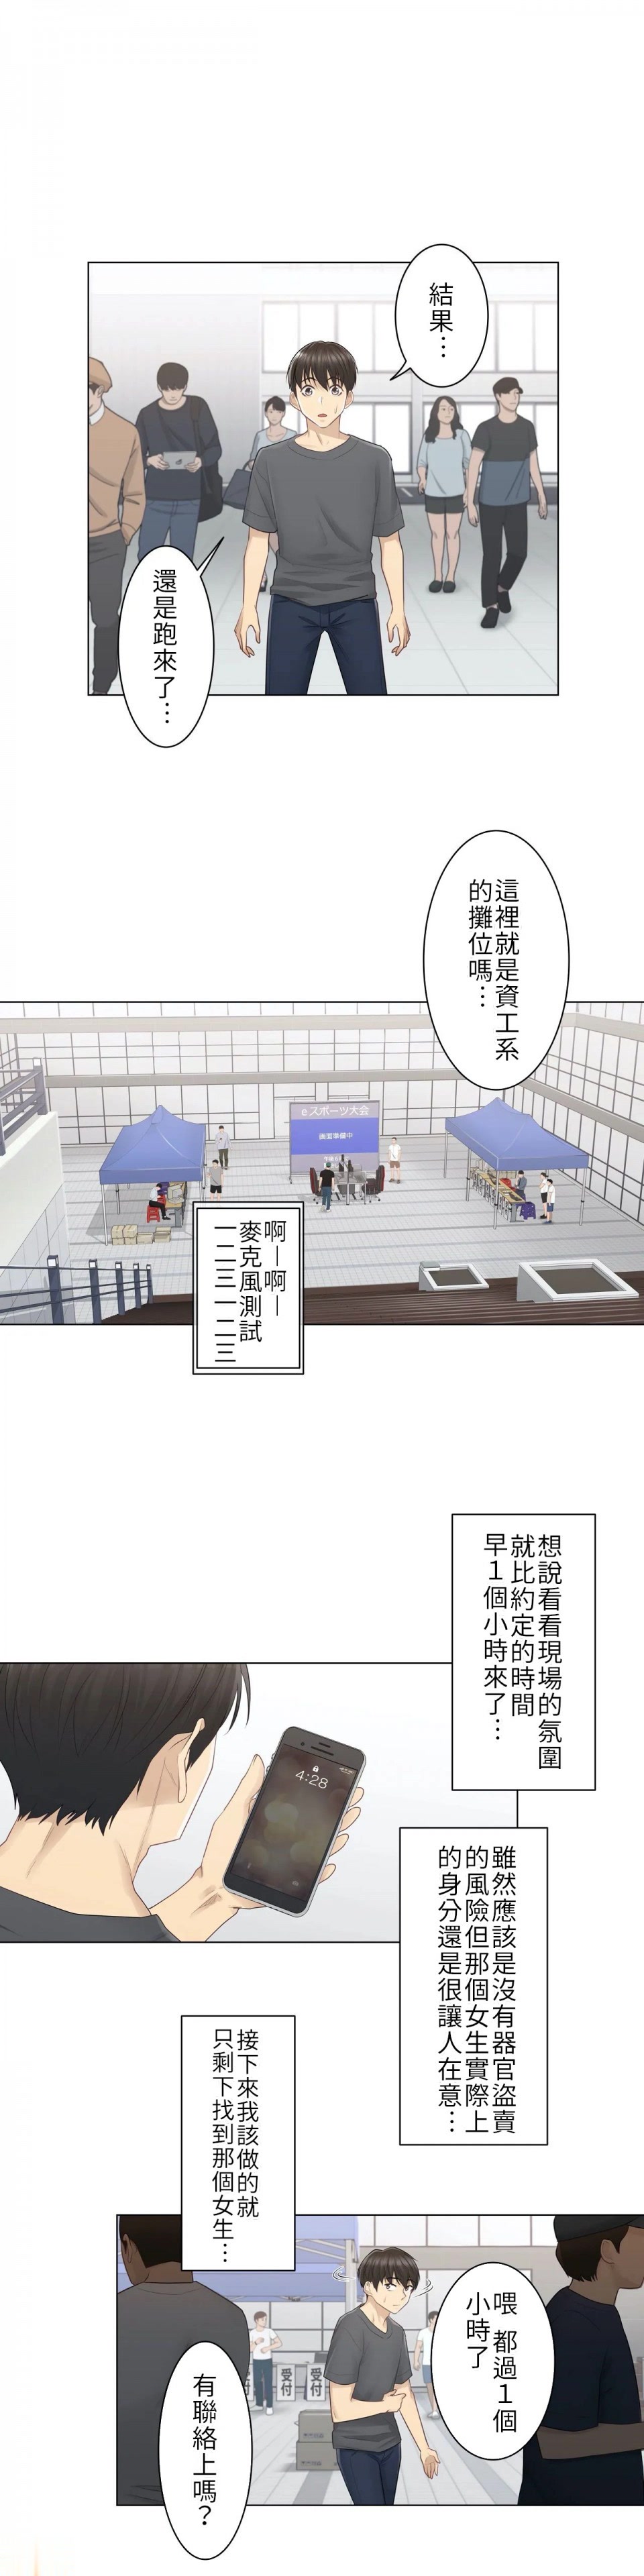 結果…
還是跑來了…
這裡就是資工系
的攤位嗎…
eスポーツ大会
画面準備中
啊－啊－
麥克風測試
一二三一二三
想說看看現場的氛圍
就比約定的時間
早1個小時來了…
4:28
雖然應該是沒有器官盜賣
的風險但那個女生實際上
的身分還是很讓人在意…
接下來我該做的就
只剩下找到那個女生…
喂 都過1個
小時了
受付
受付
有聯絡上嗎？